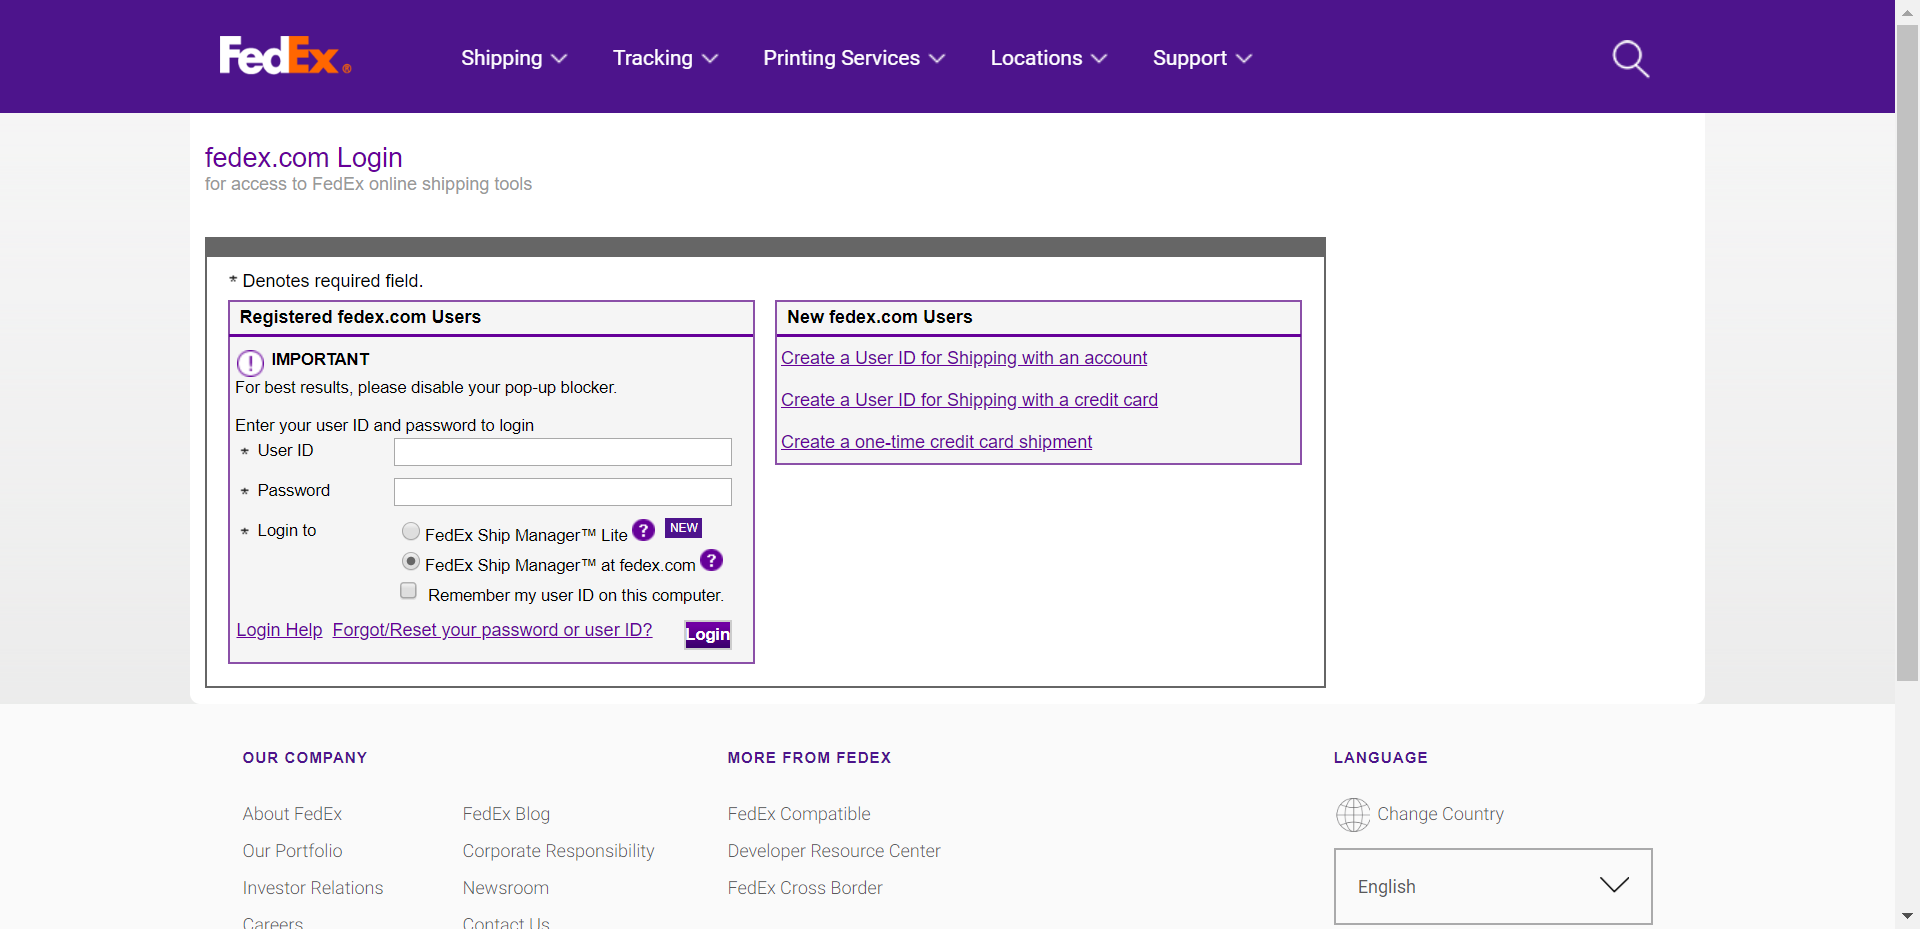 FedEx®
Shipping
Tracking
Printing Services
Locations
Support
fedex.com Login
for access to FedEx online shipping tools
* Denotes required field.
Registered fedex.com Users
! IMPORTANT
For best results, please disable your pop-up blocker.
Enter your user ID and password to login
* User ID
* Password
* Login to
FedEx Ship Manager™ Lite ? NEW
FedEx Ship Manager™ at fedex.com ?
Remember my user ID on this computer.
Login Help Forgot/Reset your password or user ID? Login
New fedex.com Users
Create a User ID for Shipping with an account
Create a User ID for Shipping with a credit card
Create a one-time credit card shipment
OUR COMPANY
About FedEx
Our Portfolio
Investor Relations
Careers
FedEx Blog
Corporate Responsibility
Newsroom
Contact Us
MORE FROM FEDEX
FedEx Compatible
Developer Resource Center
FedEx Cross Border
LANGUAGE
Change Country
English